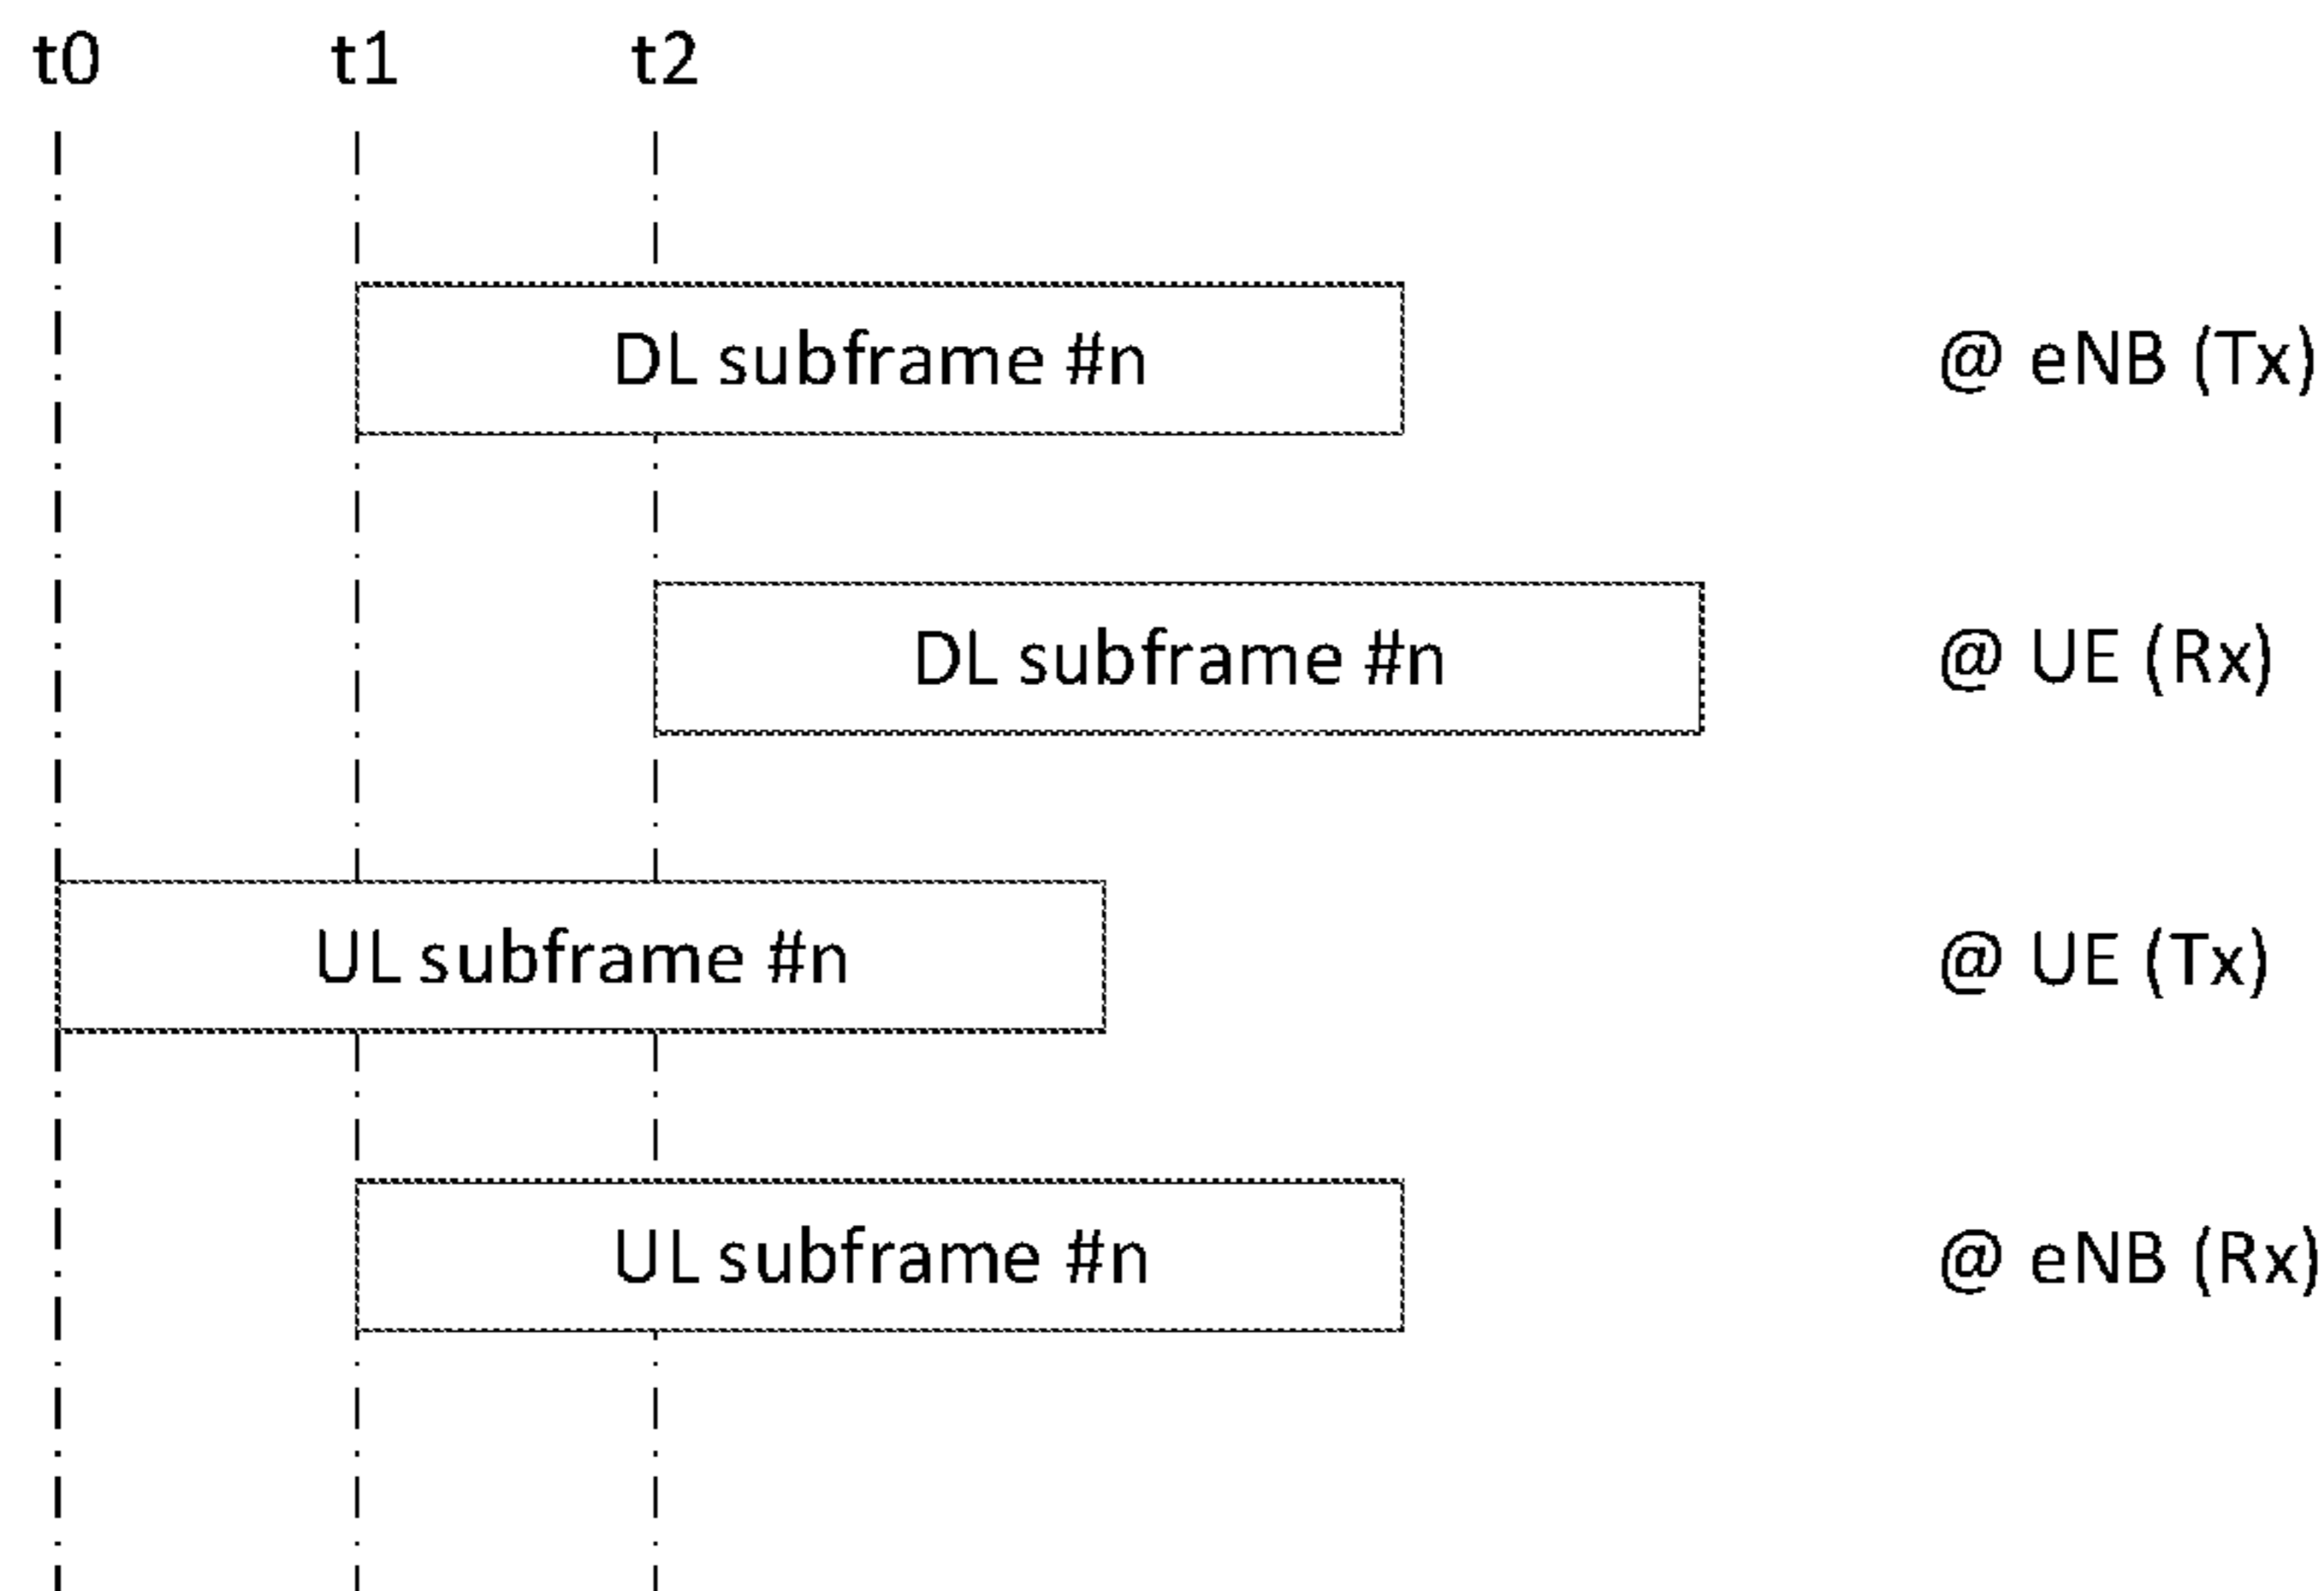 t0 t1 t2
DL subframe #n @ eNB (Tx)
DL subframe #n @ UE (Rx)
UL subframe #n @ UE (Tx)
UL subframe #n @ eNB (Rx)